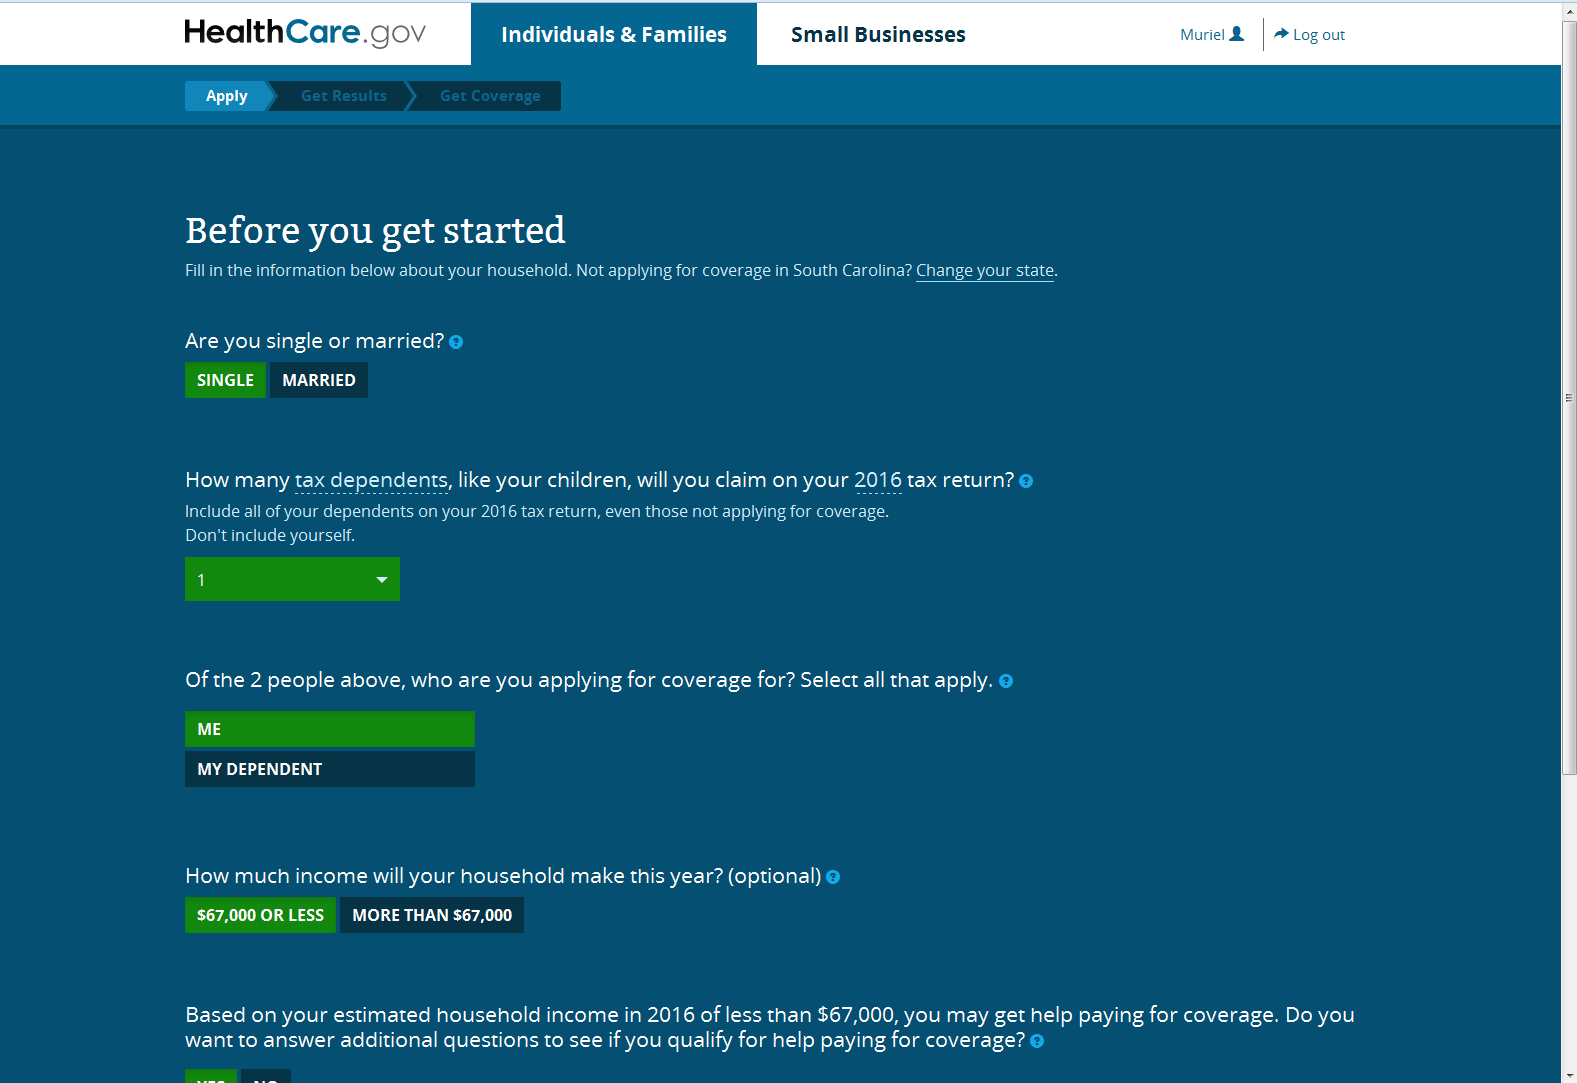 HealthCare.gov
Individuals & Families
Small Businesses
Muriel
Log out
Apply
Get Results
Get Coverage
Before you get started
Fill in the information below about your household. Not applying for coverage in South Carolina? Change your state.
Are you single or married?
SINGLE
MARRIED
How many tax dependents, like your children, will you claim on your 2016 tax return?
Include all of your dependents on your 2016 tax return, even those not applying for coverage.
Don't include yourself.
1
Of the 2 people above, who are you applying for coverage for? Select all that apply.
ME
MY DEPENDENT
How much income will your household make this year? (optional)
$67,000 OR LESS
MORE THAN $67,000
Based on your estimated household income in 2016 of less than $67,000, you may get help paying for coverage. Do you
want to answer additional questions to see if you qualify for help paying for coverage?
YES
NO